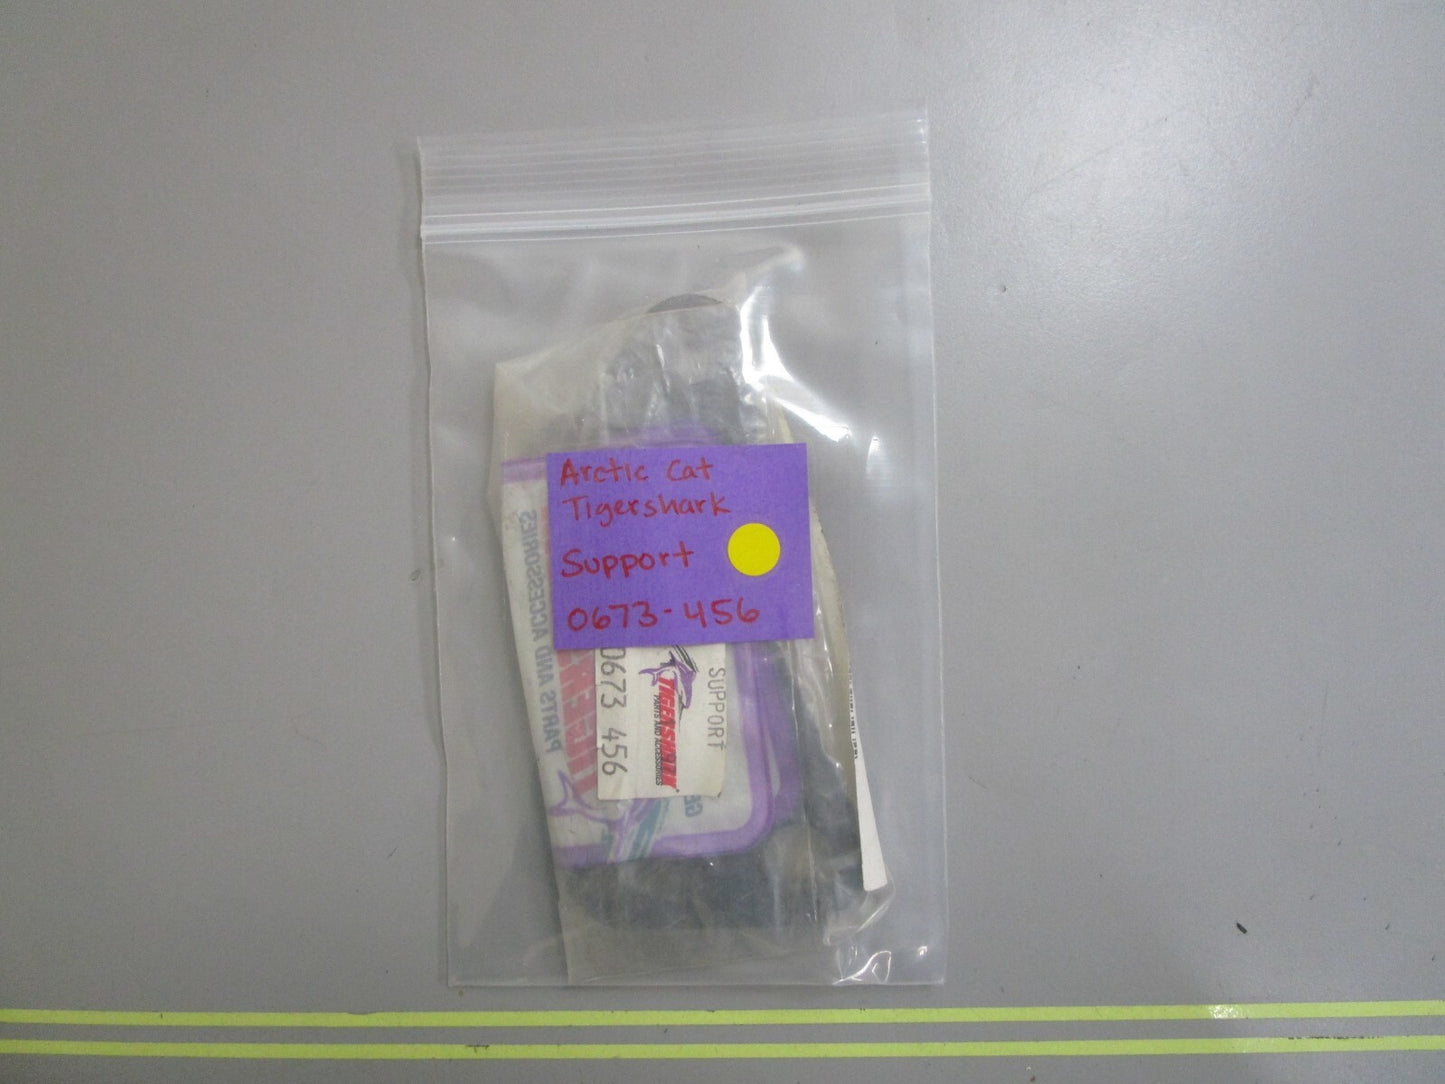 Arctic Cat
Tigershark
Support
0673-456
SUPPORT
TIGERSHARK
PARTS AND ACCESSORIES
0673 456
PARTS AND ACCESSORIES